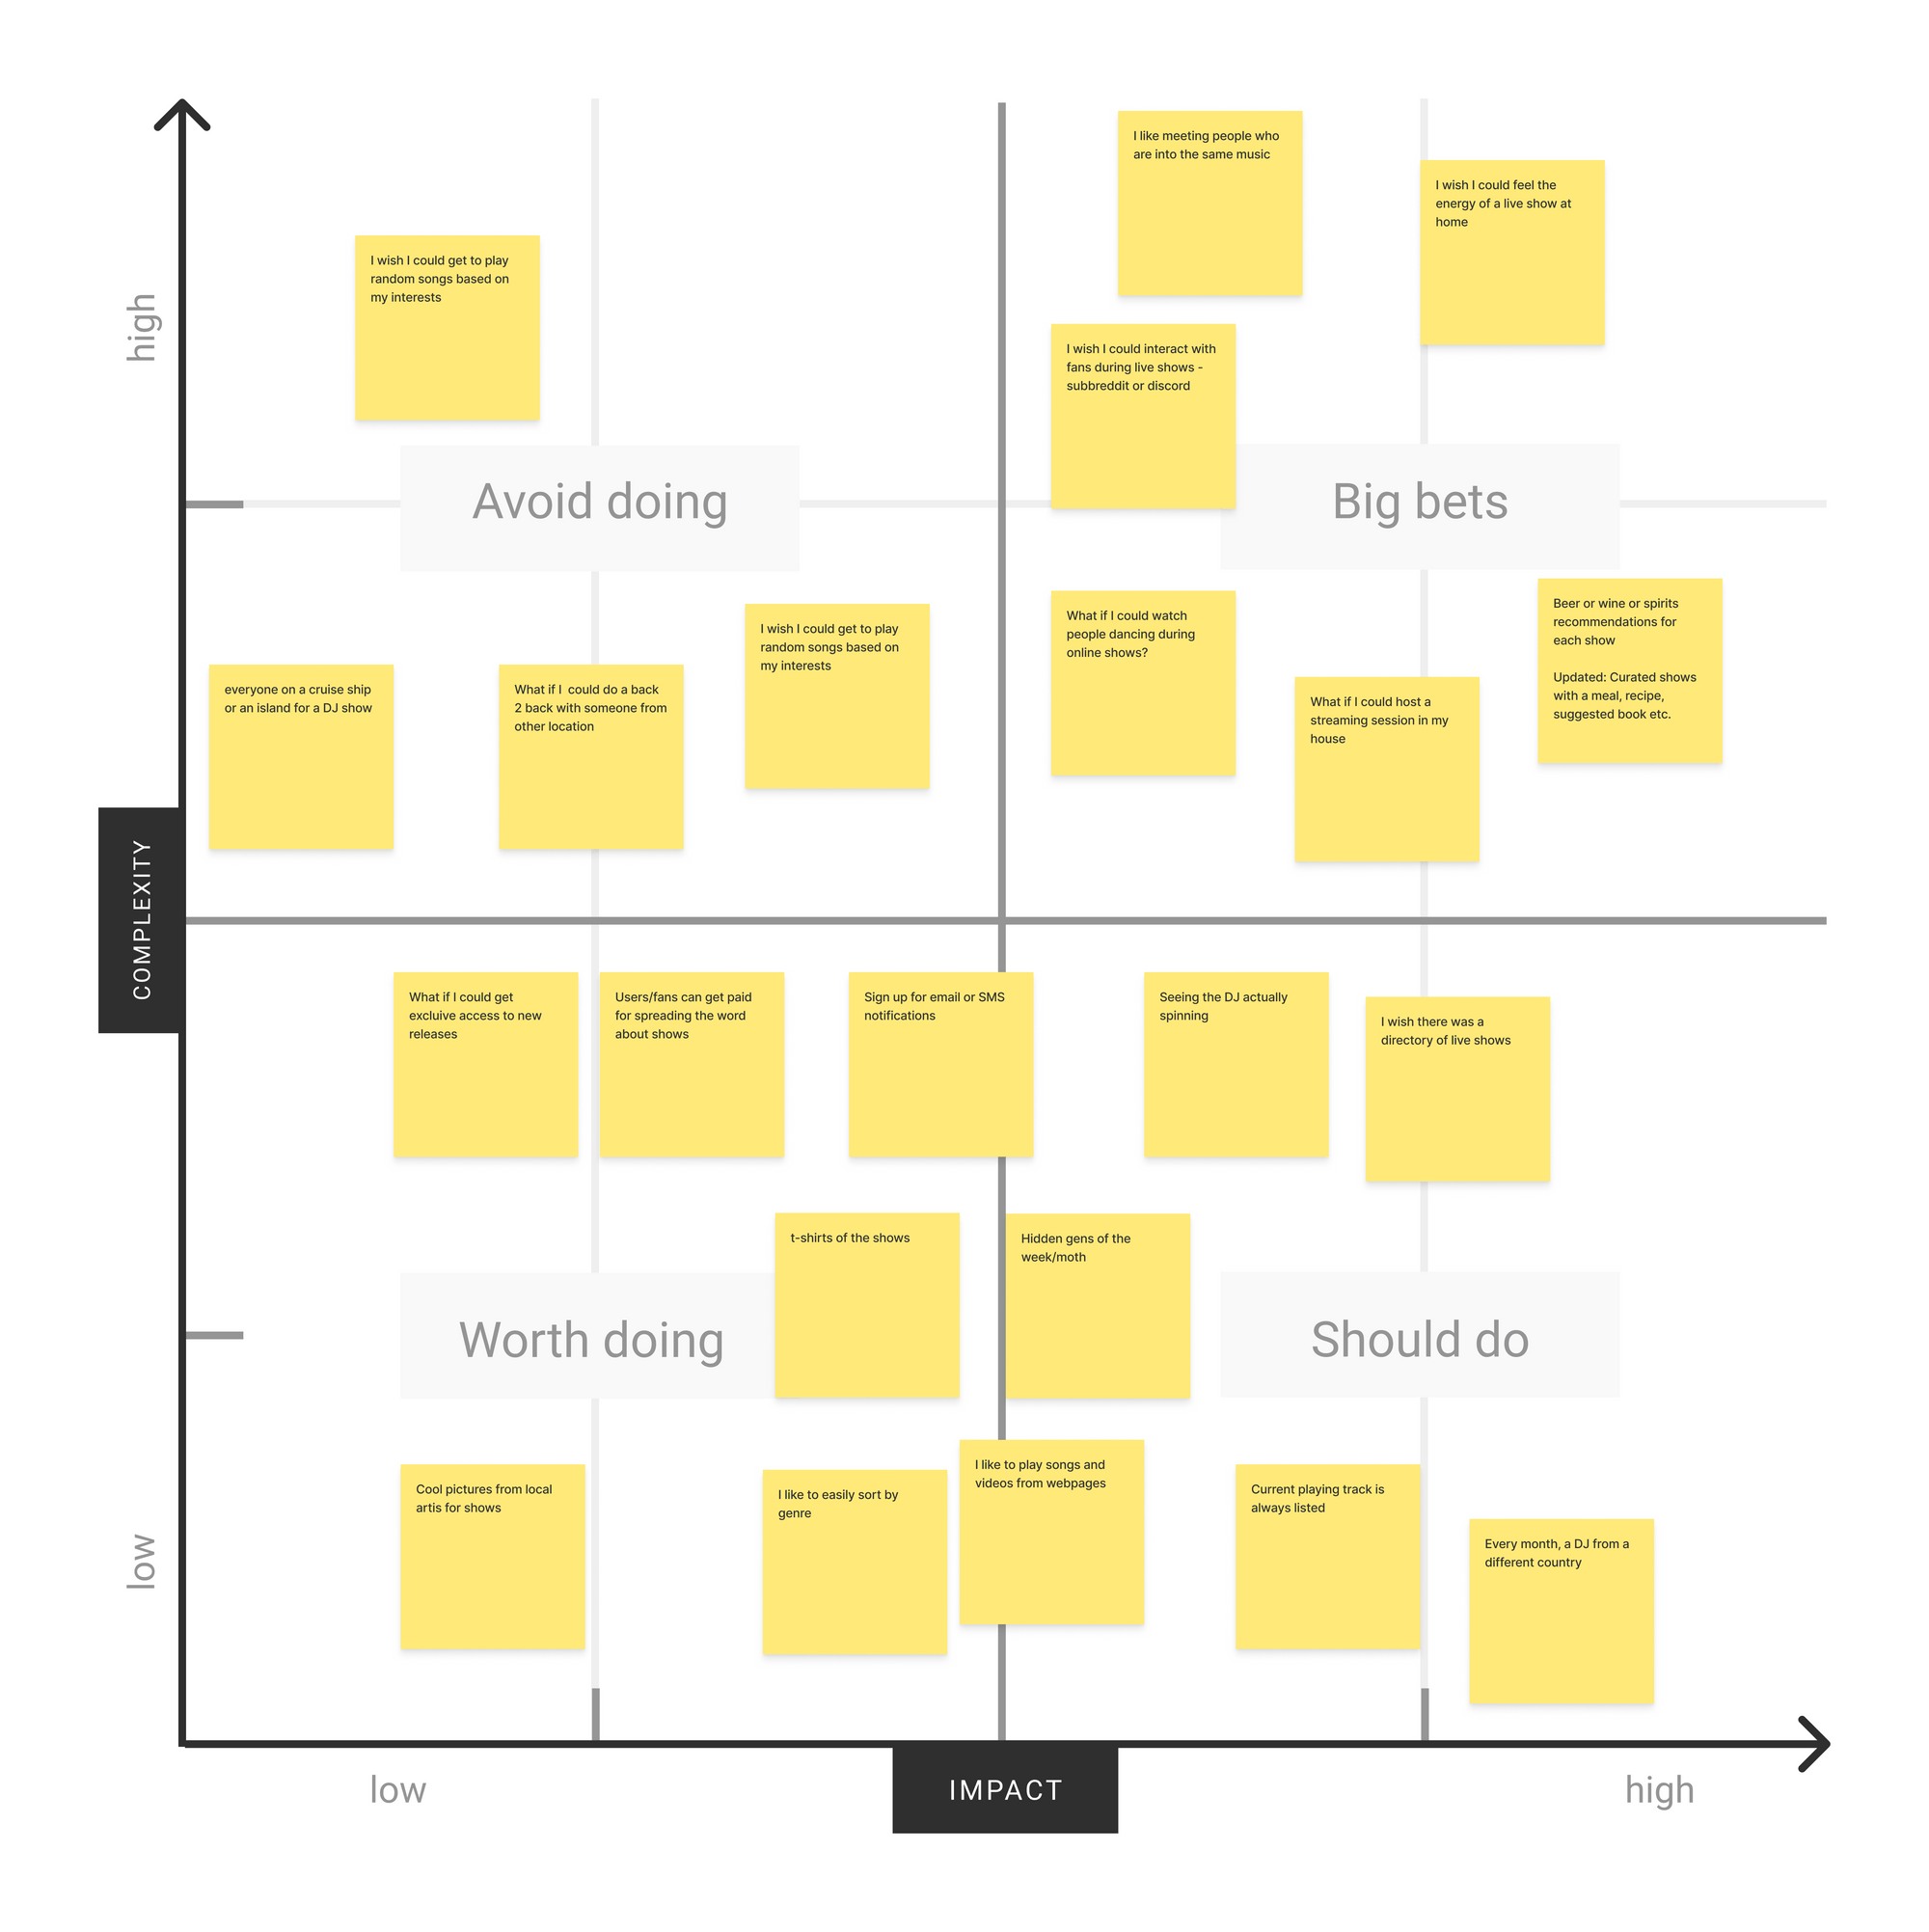 I like meeting people who
are into the same music
I wish I could feel the
energy of a live show at
home
I wish I could get to play
random songs based on
my interests
I wish I could interact with
fans during live shows -
subbreddit or discord
high
Avoid doing
Big bets
What if I could watch
people dancing during
online shows?
Beer or wine or spirits
recommendations for
each show
Updated: Curated shows
with a meal, recipe,
suggested book etc.
I wish I could get to play
random songs based on
my interests
everyone on a cruise ship
or an island for a DJ show
What if I could do a back
2 back with someone from
other location
What if I could host a
streaming session in my
house
COMPLEXITY
What if I could get
excluive access to new
releases
Users/fans can get paid
for spreading the word
about shows
Sign up for email or SMS
notifications
Seeing the DJ actually
spinning
I wish there was a
directory of live shows
t-shirts of the shows
Hidden gens of the
week/moth
Worth doing
Should do
Cool pictures from local
artis for shows
I like to easily sort by
genre
I like to play songs and
videos from webpages
Current playing track is
always listed
Every month, a DJ from a
different country
low
low
IMPACT
high